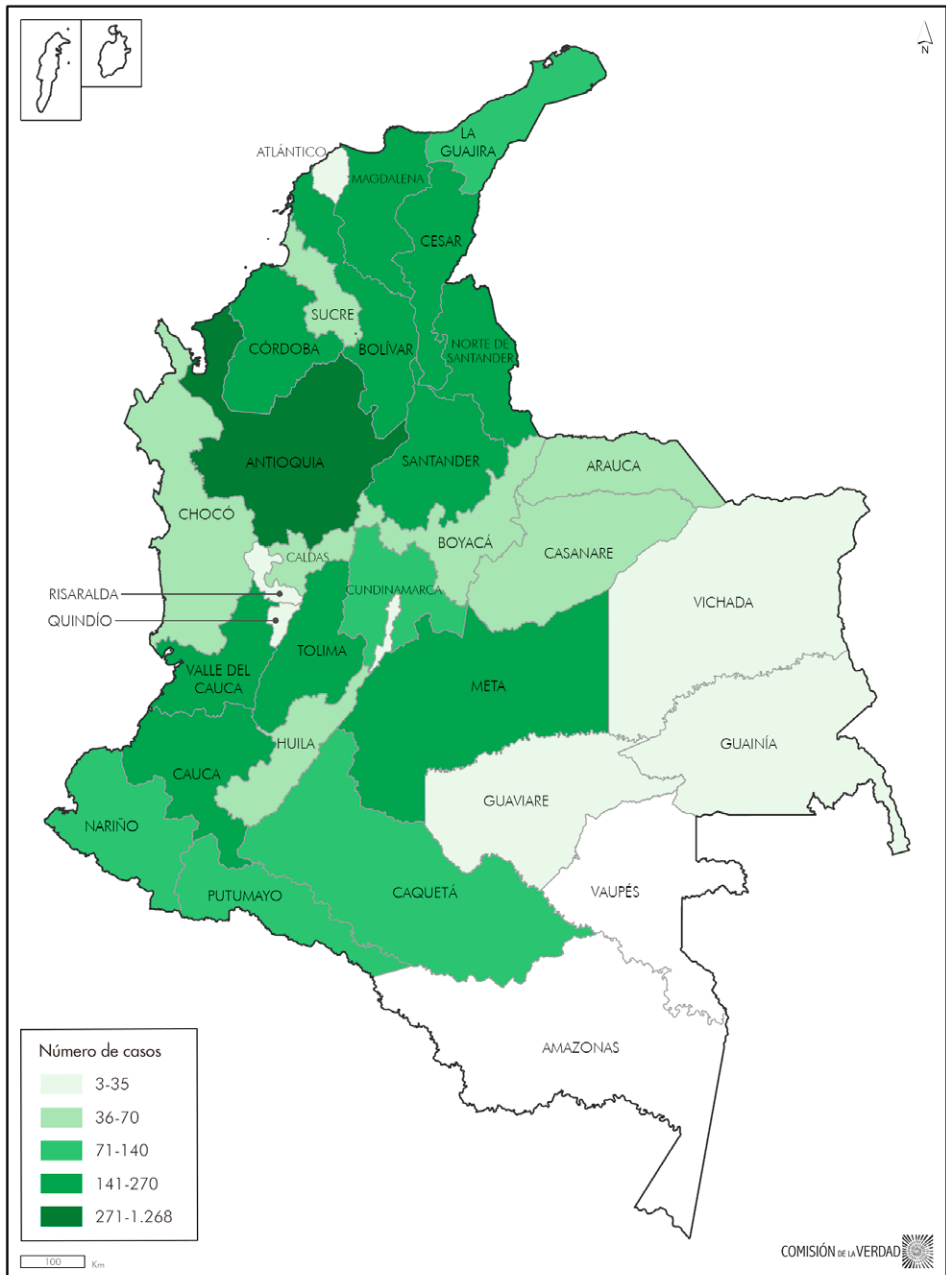 N
LA
GUAJIRA
ATLÁNTICO
MAGDALENA
CESAR
SUCRE
CÓRDOBA
BOLÍVAR
NORTE DE
SANTANDER
ANTIOQUIA
SANTANDER
ARAUCA
CHOCÓ
BOYACÁ
CASANARE
CALDAS
CUNDINAMARCA
RISARALDA
VICHADA
QUINDÍO
TOLIMA
VALLE DEL
CAUCA
META
HUILA
GUAINÍA
CAUCA
GUAVIARE
NARIÑO
CAQUETÁ
VAUPÉS
PUTUMAYO
AMAZONAS
Número de casos
3-35
36-70
71-140
141-270
271-1.268
100 Km
COMISIÓN DE LA VERDAD